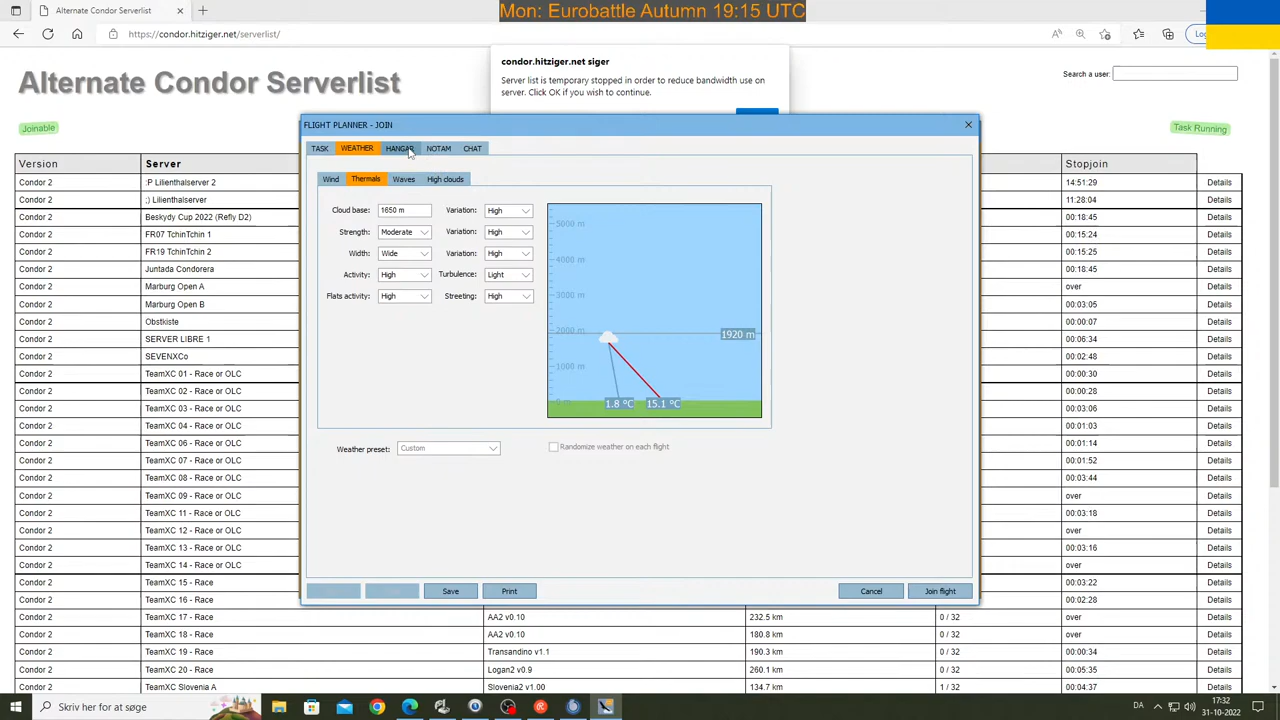 Alternate Condor Serverlist
Mon: Eurobattle Autumn 19:15 UTC
https://condor.hitziger.net/serverlist/
Alternate Condor Serverlist
condor.hitziger.net siger
Server list is temporary stopped in order to reduce bandwidth use on
server. Click OK if you wish to continue.
Search a user:
Joinable
Task Running
FLIGHT PLANNER - JOIN
TASK WEATHER HANGAR NOTAM CHAT
Wind Thermals Waves High clouds
Cloud base: 1650 m Variation: High
Strength: Moderate Variation: High
Width: Wide Variation: High
Activity: High Turbulence: Light
Flats activity: High Streeting: High
5000 m
4000 m
3000 m
2000 m
1920 m
1000 m
0 m
1.8 °C 15.1 °C
Weather preset: Custom
Randomize weather on each flight
Save Print Cancel Join flight
Version Server Stopjoin
Condor 2 :P Lilienthalserver 2 14:51:29 Details
Condor 2 ;) Lilienthalserver 11:28:04 Details
Condor 2 Beskydy Cup 2022 (Refly D2) 00:18:45 Details
Condor 2 FR07 TchinTchin 1 00:15:24 Details
Condor 2 FR19 TchinTchin 2 00:15:25 Details
Condor 2 Juntada Condorera 00:18:45 Details
Condor 2 Marburg Open A over Details
Condor 2 Marburg Open B 00:03:05 Details
Condor 2 Obstkiste 00:00:07 Details
Condor 2 SERVER LIBRE 1 00:06:34 Details
Condor 2 SEVENXCo 00:02:48 Details
Condor 2 TeamXC 01 - Race or OLC 00:00:30 Details
Condor 2 TeamXC 02 - Race or OLC 00:00:28 Details
Condor 2 TeamXC 03 - Race or OLC 00:03:06 Details
Condor 2 TeamXC 04 - Race or OLC 00:01:03 Details
Condor 2 TeamXC 06 - Race or OLC 00:01:14 Details
Condor 2 TeamXC 07 - Race or OLC 00:01:52 Details
Condor 2 TeamXC 08 - Race or OLC 00:03:04 Details
Condor 2 TeamXC 09 - Race or OLC over Details
Condor 2 TeamXC 11 - Race or OLC 00:03:18 Details
Condor 2 TeamXC 12 - Race or OLC over Details
Condor 2 TeamXC 13 - Race or OLC 00:03:16 Details
Condor 2 TeamXC 14 - Race or OLC over Details
Condor 2 TeamXC 15 - Race 00:03:22 Details
Condor 2 TeamXC 16 - Race 00:02:28 Details
Condor 2 TeamXC 17 - Race AA2 v0.10 232.5 km 0 / 32 over Details
Condor 2 TeamXC 18 - Race AA2 v0.10 180.8 km 0 / 32 over Details
Condor 2 TeamXC 19 - Race Transandino v1.1 190.3 km 0 / 32 00:00:34 Details
Condor 2 TeamXC 20 - Race Logan2 v0.9 260.1 km 0 / 32 00:05:35 Details
Condor 2 TeamXC Slovenia A Slovenia2 v1.00 134.7 km 1 / 32 00:04:37 Details
Skriv her for at søge
DA
17:32
31-10-2022